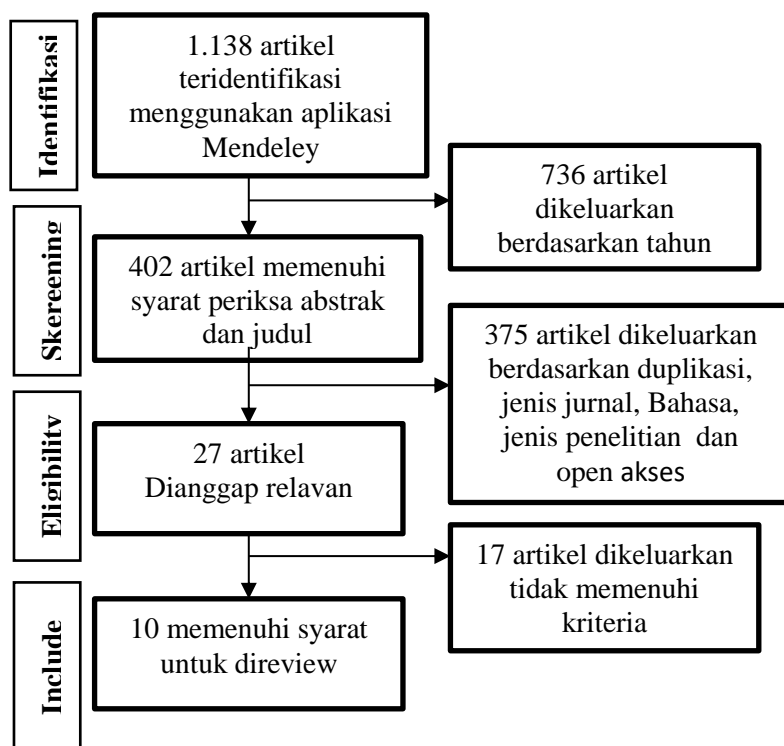 Identifikasi
1.138 artikel
teridentifikasi
menggunakan aplikasi
Mendeley
736 artikel
dikeluarkan
berdasarkan tahun
Skereening
402 artikel memenuhi
syarat periksa abstrak
dan judul
375 artikel dikeluarkan
berdasarkan duplikasi,
jenis jurnal, Bahasa,
jenis penelitian dan
open akses
Eligibility
27 artikel
Dianggap relavan
17 artikel dikeluarkan
tidak memenuhi
kriteria
Include
10 memenuhi syarat
untuk direview